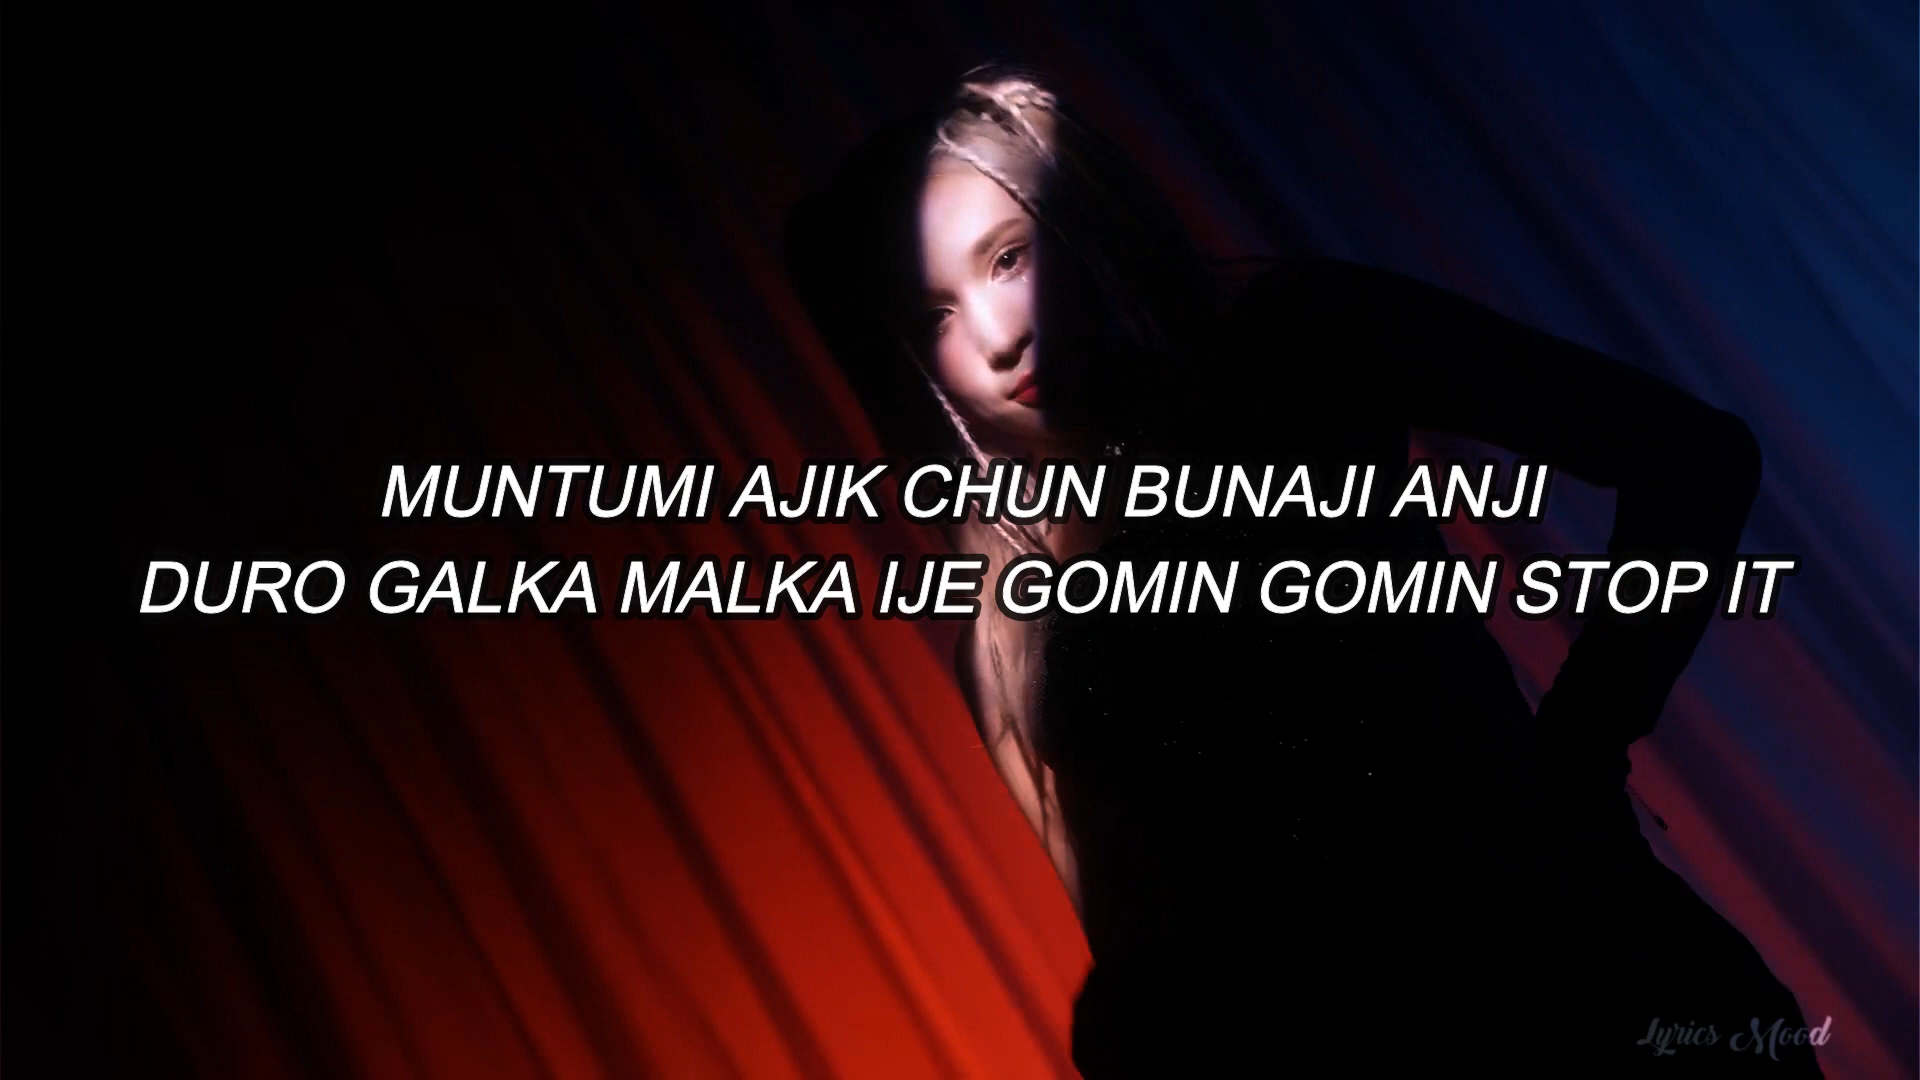 MUNTUMI AJIK CHUN BUNAJI ANJI
DURO GALKA MALKA IJE GOMIN GOMIN STOP IT
Lyrics Mood